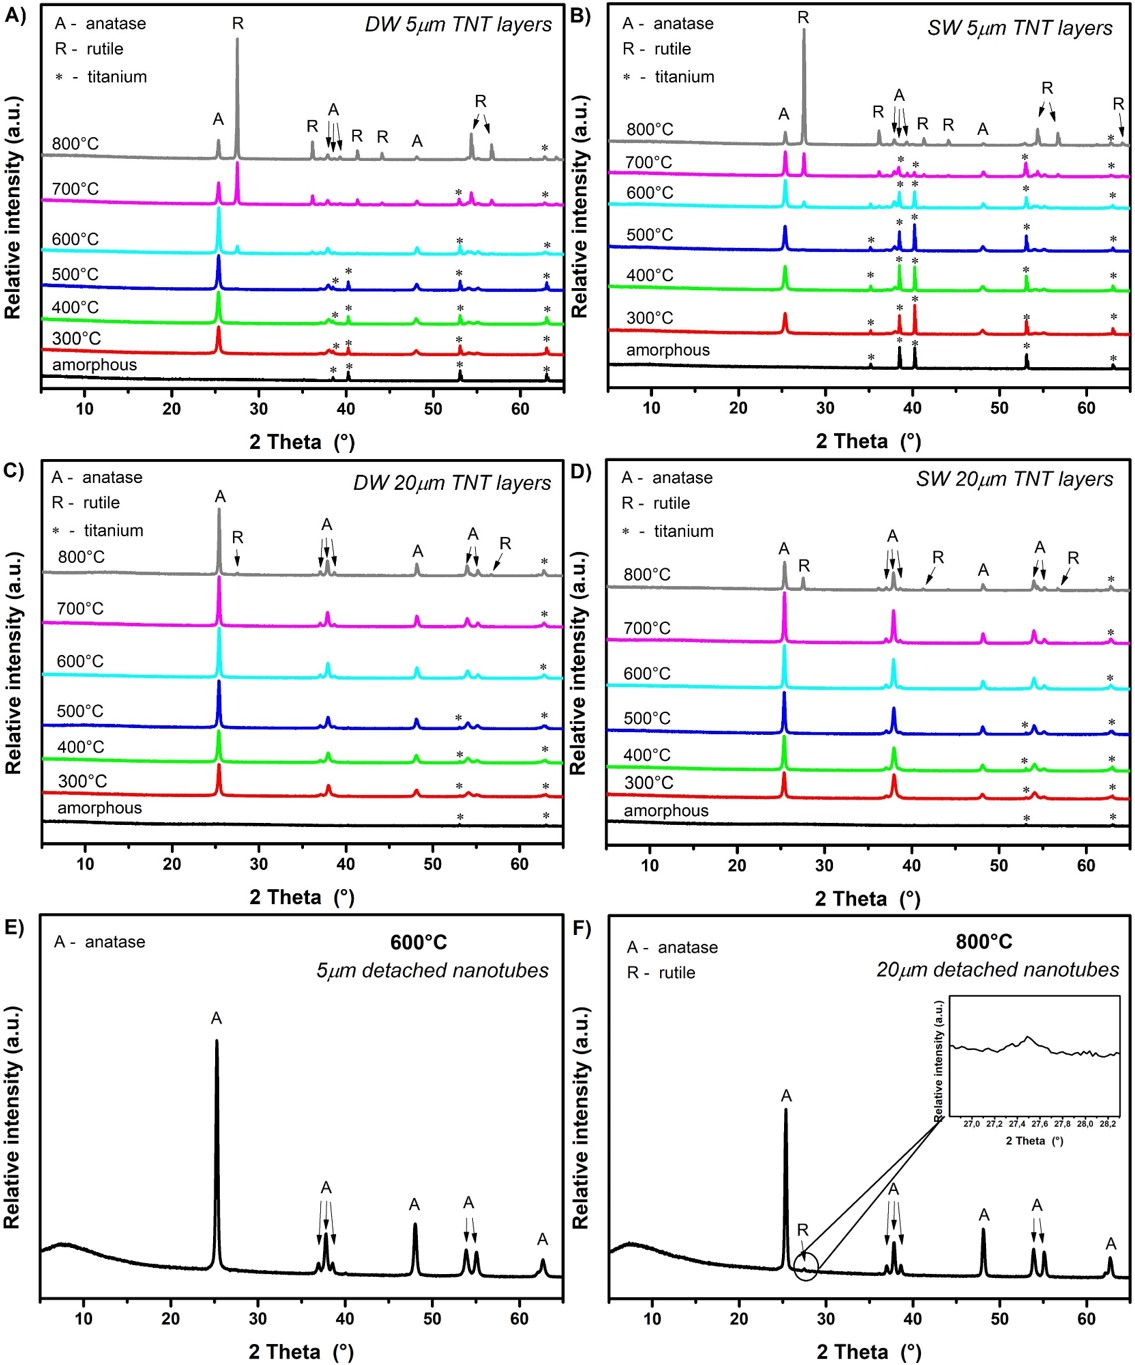 A)
DW 5μm TNT layers
A - anatase
R - rutile
* - titanium
R
A
R
A
R
R
A
R
*
800°C
700°C
* *
600°C
* *
500°C
* * * *
400°C
* * * *
300°C
* * * *
amorphous
* * * *
Relative intensity (a.u.)
10 20 30 40 50 60
2 Theta (°)
B)
SW 5μm TNT layers
A - anatase
R - rutile
* - titanium
R
A
R
A
R
R
A
R
*
R
800°C
700°C
* * * *
600°C
* * * *
500°C
* * * * *
400°C
* * * * *
300°C
* * * * *
amorphous
* * * * *
Relative intensity (a.u.)
10 20 30 40 50 60
2 Theta (°)
C)
DW 20μm TNT layers
A - anatase
R - rutile
* - titanium
A
R
A
A
A
R
*
800°C
700°C
*
600°C
*
500°C
* *
400°C
* *
300°C
* *
amorphous
* *
Relative intensity (a.u.)
10 20 30 40 50 60
2 Theta (°)
D)
SW 20μm TNT layers
A - anatase
R - rutile
* - titanium
A
R
A
R
A
A
R
*
800°C
700°C
*
600°C
*
500°C
* *
400°C
* *
300°C
* *
amorphous
* *
Relative intensity (a.u.)
10 20 30 40 50 60
2 Theta (°)
E)
A - anatase
600°C
5μm detached nanotubes
A
A
A
A
A
Relative intensity (a.u.)
10 20 30 40 50 60
2 Theta (°)
F)
A - anatase
R - rutile
800°C
20μm detached nanotubes
Relative intensity (a.u.)
27,0 27,2 27,4 27,6 27,8 28,0 28,2
2 Theta (°)
A
R
A
A
A
A
Relative intensity (a.u.)
10 20 30 40 50 60
2 Theta (°)